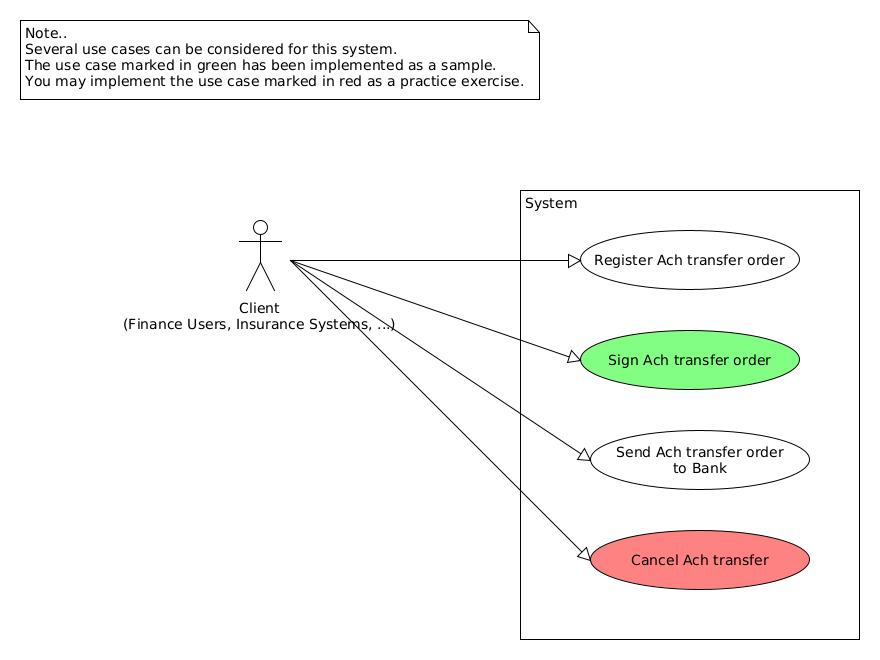 Note..
Several use cases can be considered for this system.
The use case marked in green has been implemented as a sample.
You may implement the use case marked in red as a practice exercise.
System
Register Ach transfer order
Client
(Finance Users, Insurance Systems, ...)
Sign Ach transfer order
Send Ach transfer order
to Bank
Cancel Ach transfer